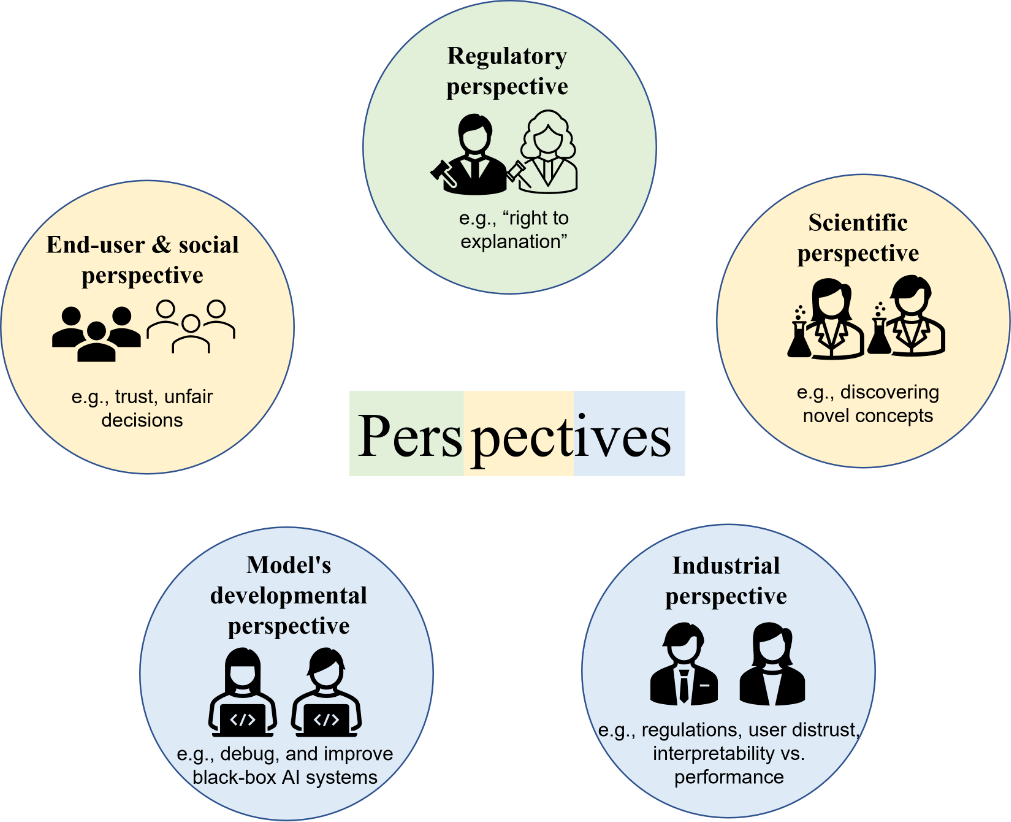 Regulatory
perspective
e.g., “right to
explanation”
End-user & social
perspective
e.g., trust, unfair
decisions
Scientific
perspective
e.g., discovering
novel concepts
Perspectives
Model's
developmental
perspective
</>
</>
e.g., debug, and improve
black-box AI systems
Industrial
perspective
e.g., regulations, user distrust,
interpretability vs.
performance